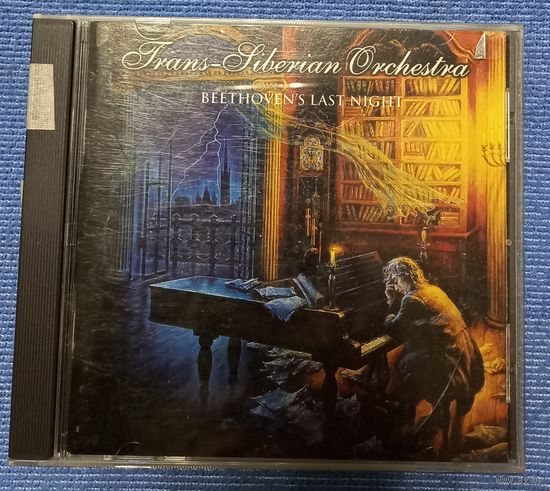 Trans-Siberian Orchestra
BEETHOVEN'S LAST NIGHT